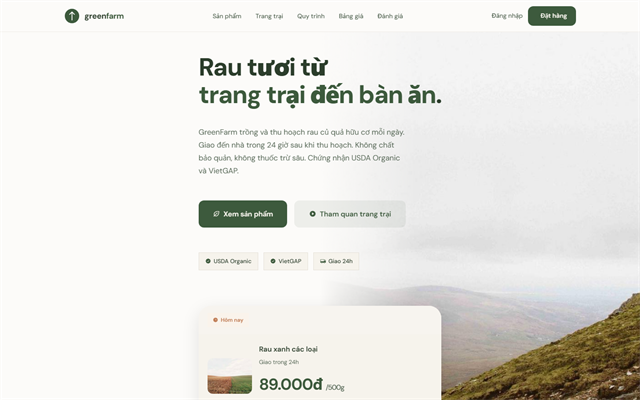 greenfarm
Sản phẩm
Trang trại
Quy trình
Bảng giá
Đánh giá
Đăng nhập
Đặt hàng
Rau tươi từ
trang trại đến bàn ăn.
GreenFarm trồng và thu hoạch rau củ quả hữu cơ mỗi ngày.
Giao đến nhà trong 24 giờ sau khi thu hoạch. Không chất
bảo quản, không thuốc trừ sâu. Chứng nhận USDA Organic
và VietGAP.
Xem sản phẩm
Tham quan trang trại
USDA Organic
VietGAP
Giao 24h
Hôm nay
Rau xanh các loại
Giao trong 24h
89.000đ /500g